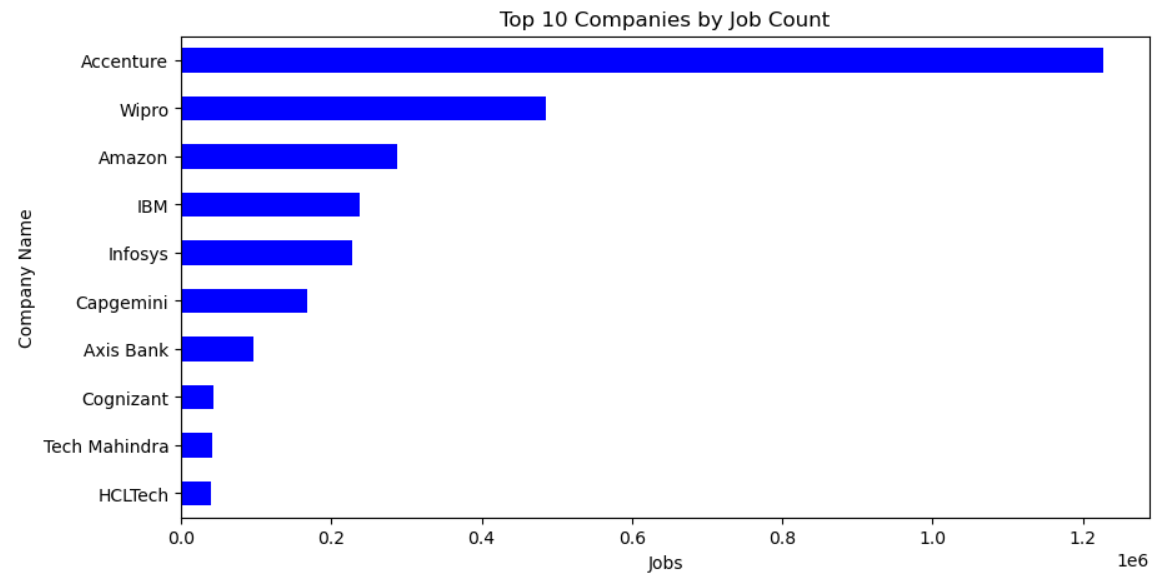 Top 10 Companies by Job Count
Company Name
Accenture
Wipro
Amazon
IBM
Infosys
Capgemini
Axis Bank
Cognizant
Tech Mahindra
HCLTech
0.0 0.2 0.4 0.6 0.8 1.0 1.2
1e6
Jobs